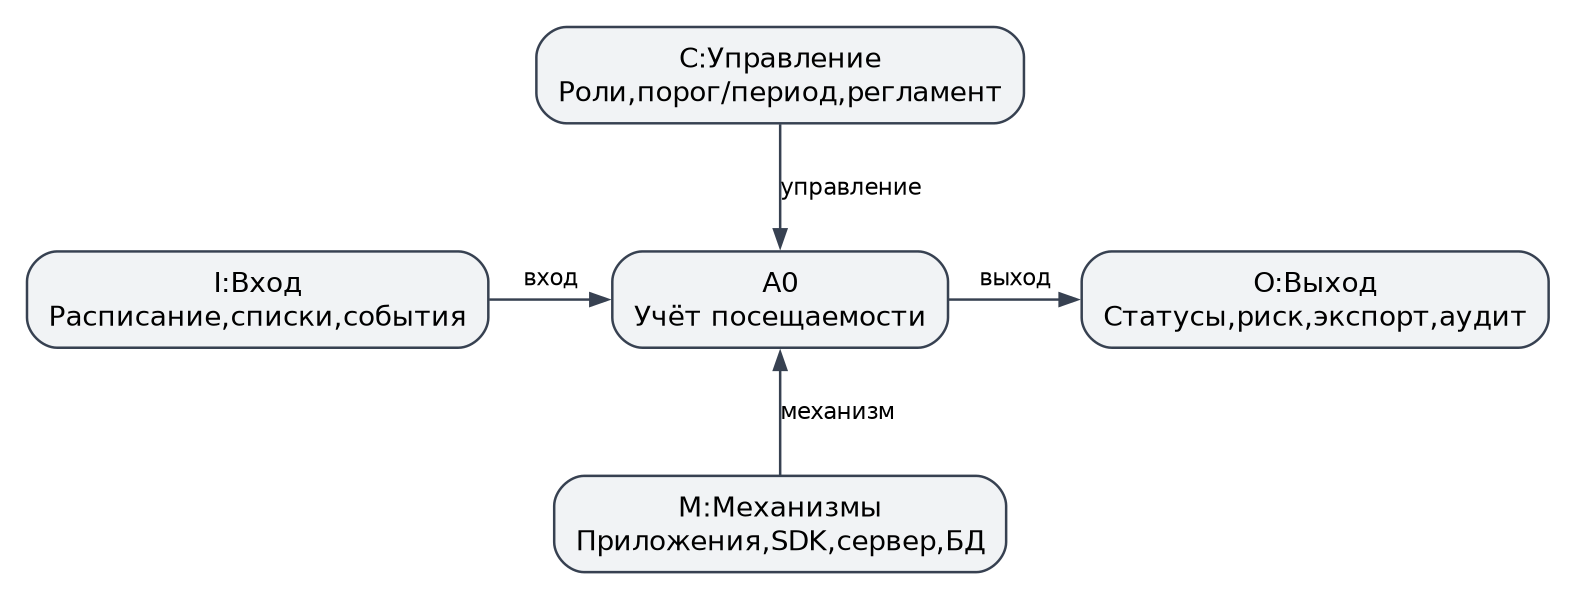 C:Управление
Роли,порог/период,регламент
управление
I:Вход
Расписание,списки,события
вход
A0
Учёт посещаемости
выход
O:Выход
Статусы,риск,экспорт,аудит
механизм
M:Механизмы
Приложения,SDK,сервер,БД